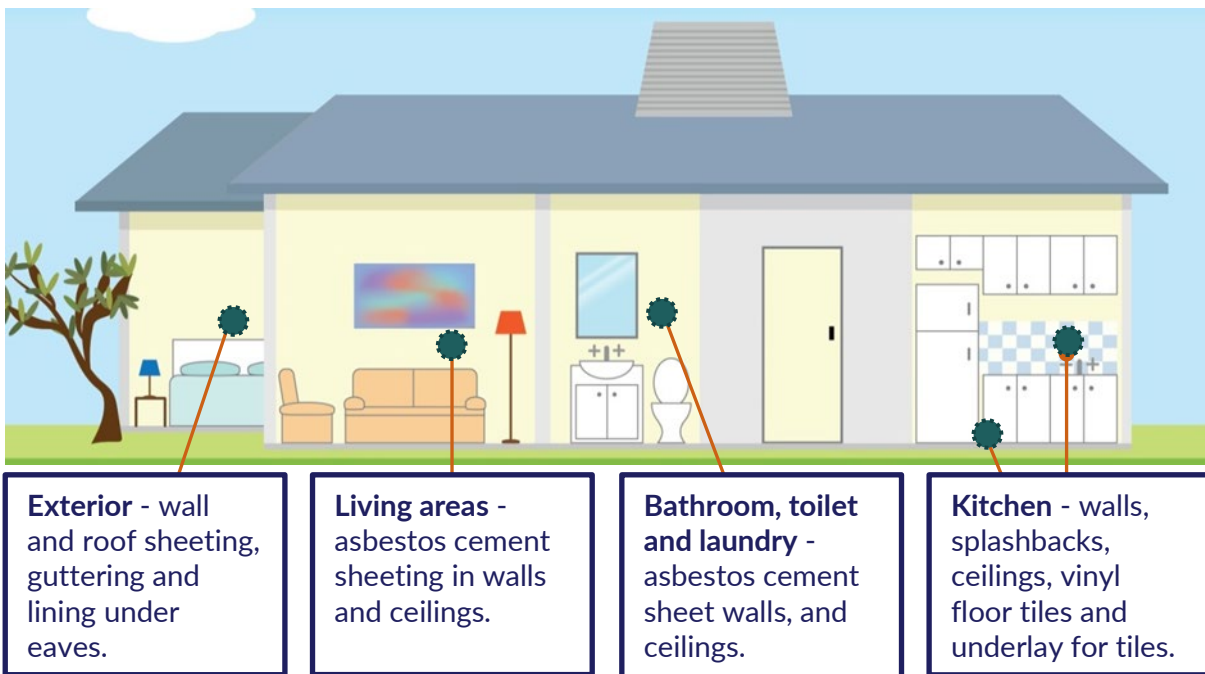 Exterior - wall
and roof sheeting,
guttering and
lining under
eaves.
Living areas -
asbestos cement
sheeting in walls
and ceilings.
Bathroom, toilet
and laundry -
asbestos cement
sheet walls, and
ceilings.
Kitchen - walls,
splashbacks,
ceilings, vinyl
floor tiles and
underlay for tiles.